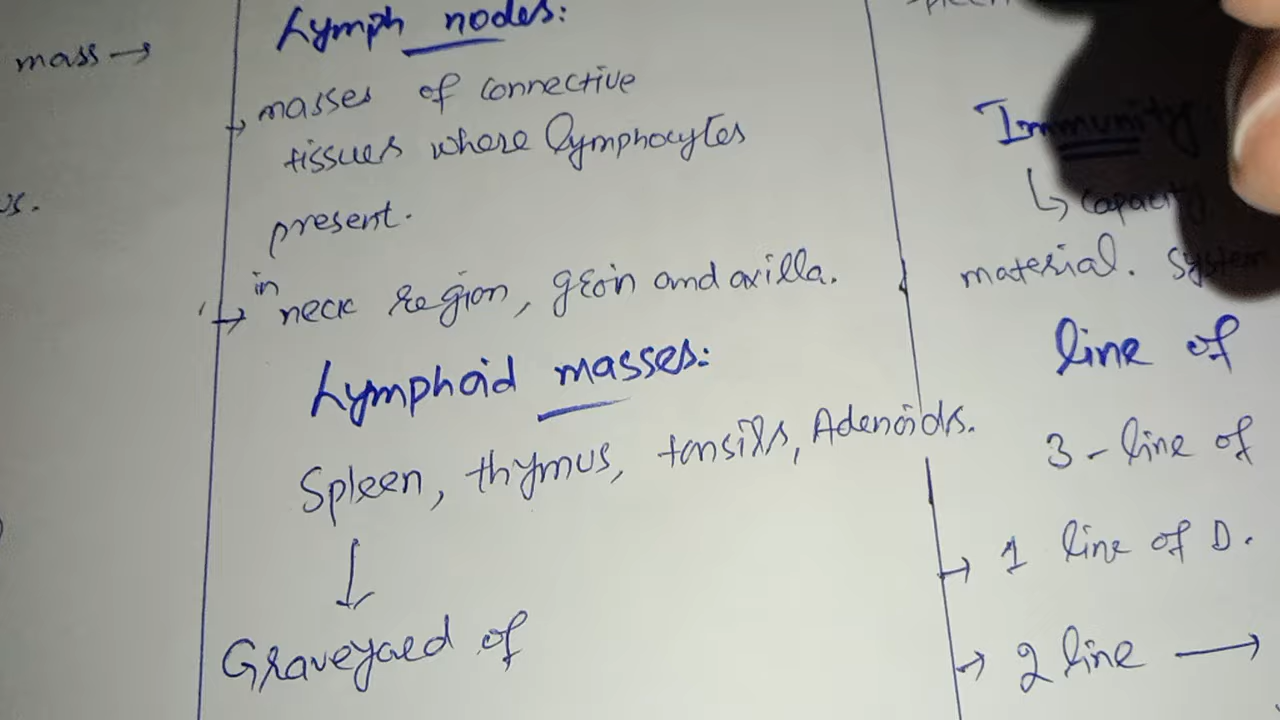 mass →
us.
Lymph nodes:
→ masses of connective
tissues where lymphocytes
present.
→ in neck region, groin and axilla.
Lymphoid masses:
Spleen, thymus, tonsils, Adenoids.
↓
Graveyard of
Immunity
↳ capacity
material. System
line of
3 - line of
→ 1 line of D.
→ 2 line →